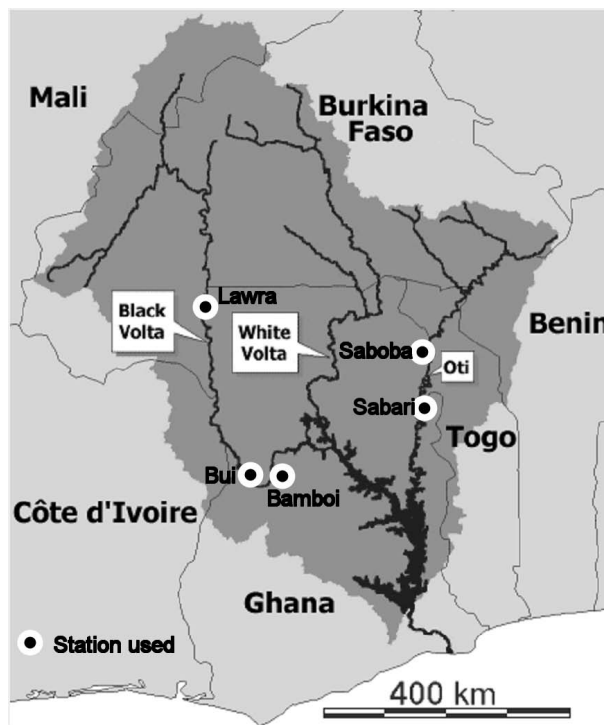 Mali
Burkina
Faso
Lawra
Black
Volta
White
Volta
Benin
Saboba
Oti
Sabari
Togo
Bui
Bamboi
Côte d'Ivoire
Ghana
Station used
400 km